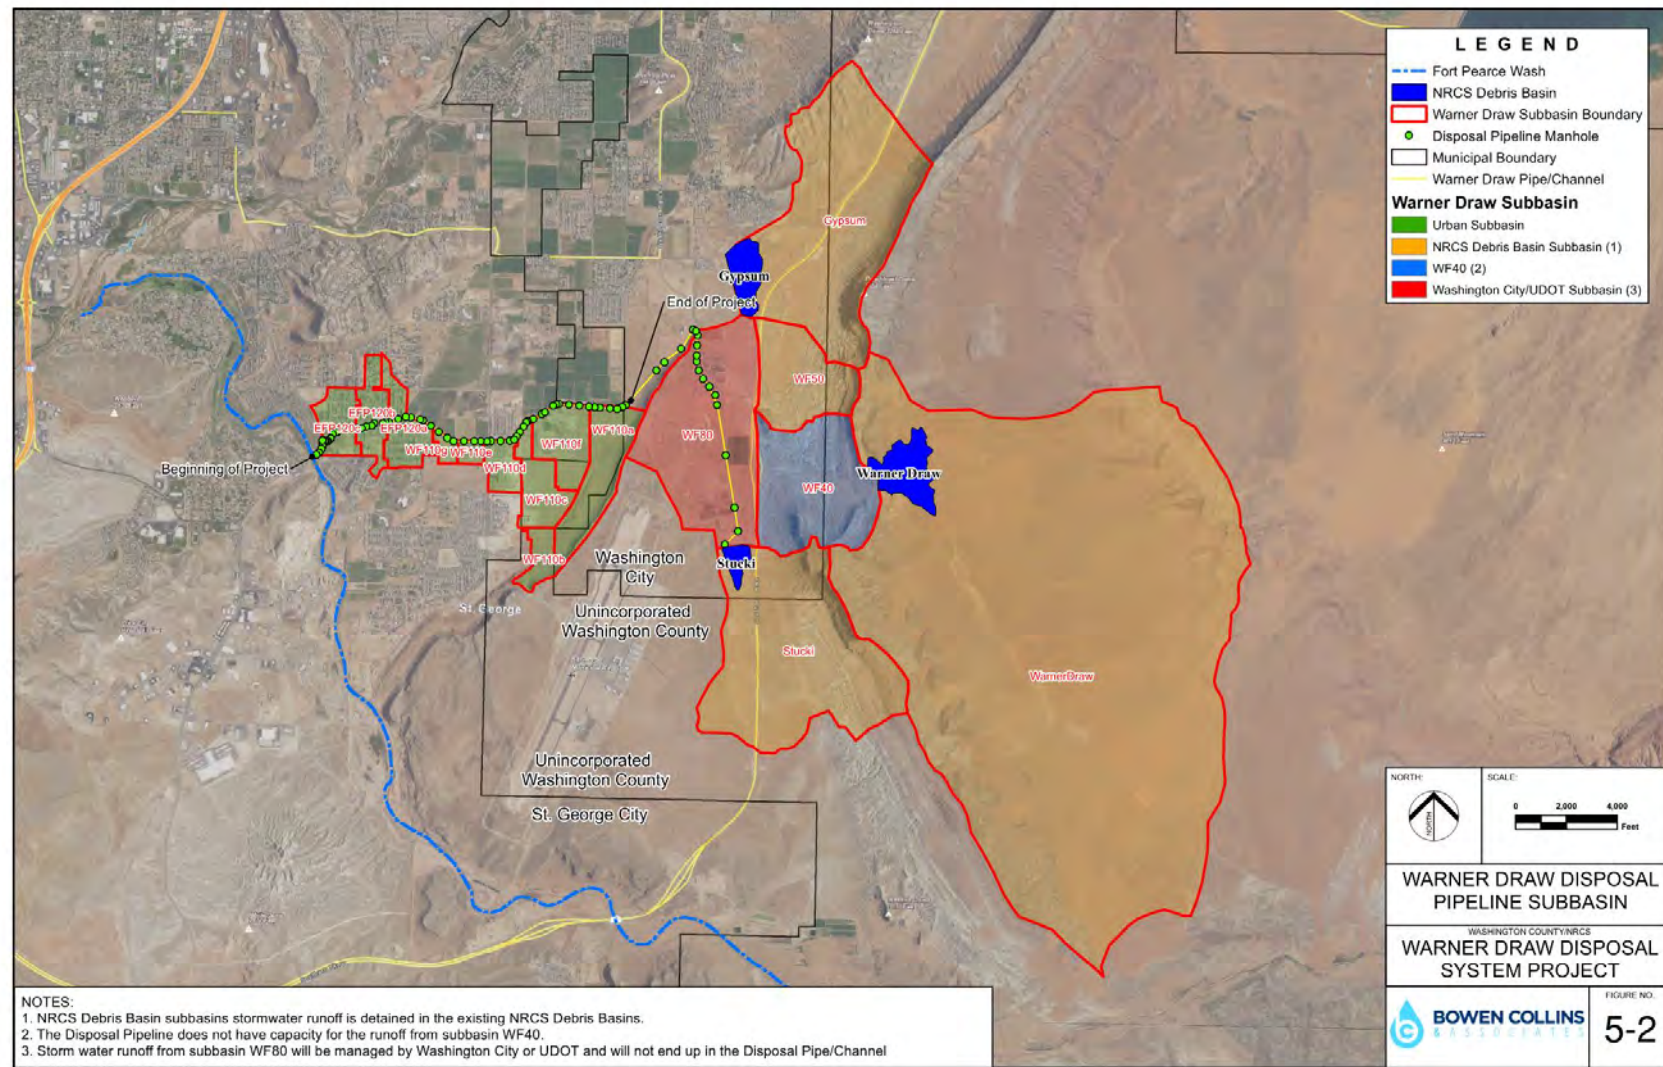 LEGEND
Fort Pearce Wash
NRCS Debris Basin
Warner Draw Subbasin Boundary
Disposal Pipeline Manhole
Municipal Boundary
Warner Draw Pipe/Channel
Warner Draw Subbasin
Urban Subbasin
NRCS Debris Basin Subbasin (1)
WF40 (2)
Washington City/UDOT Subbasin (3)
Gypsum
Gypsum
End of Project
WF50
EFP120b
EFP120c
EFP120a
WF110a
WF110f
WF80
WF110g
WF110e
Beginning of Project
WF110d
Warner Draw
WF40
WF110c
WF110b
Washington
City
Stucki
St. George
Unincorporated
Washington County
Stucki
WarnerDraw
Unincorporated
Washington County
St. George City
NORTH:
NORTH
SCALE:
0 2,000 4,000
Feet
WARNER DRAW DISPOSAL
PIPELINE SUBBASIN
WASHINGTON COUNTY/NRCS
WARNER DRAW DISPOSAL
SYSTEM PROJECT
BOWEN COLLINS
& ASSOCIATES
FIGURE NO.
5-2
NOTES:
1. NRCS Debris Basin subbasins stormwater runoff is detained in the existing NRCS Debris Basins.
2. The Disposal Pipeline does not have capacity for the runoff from subbasin WF40.
3. Storm water runoff from subbasin WF80 will be managed by Washington City or UDOT and will not end up in the Disposal Pipe/Channel